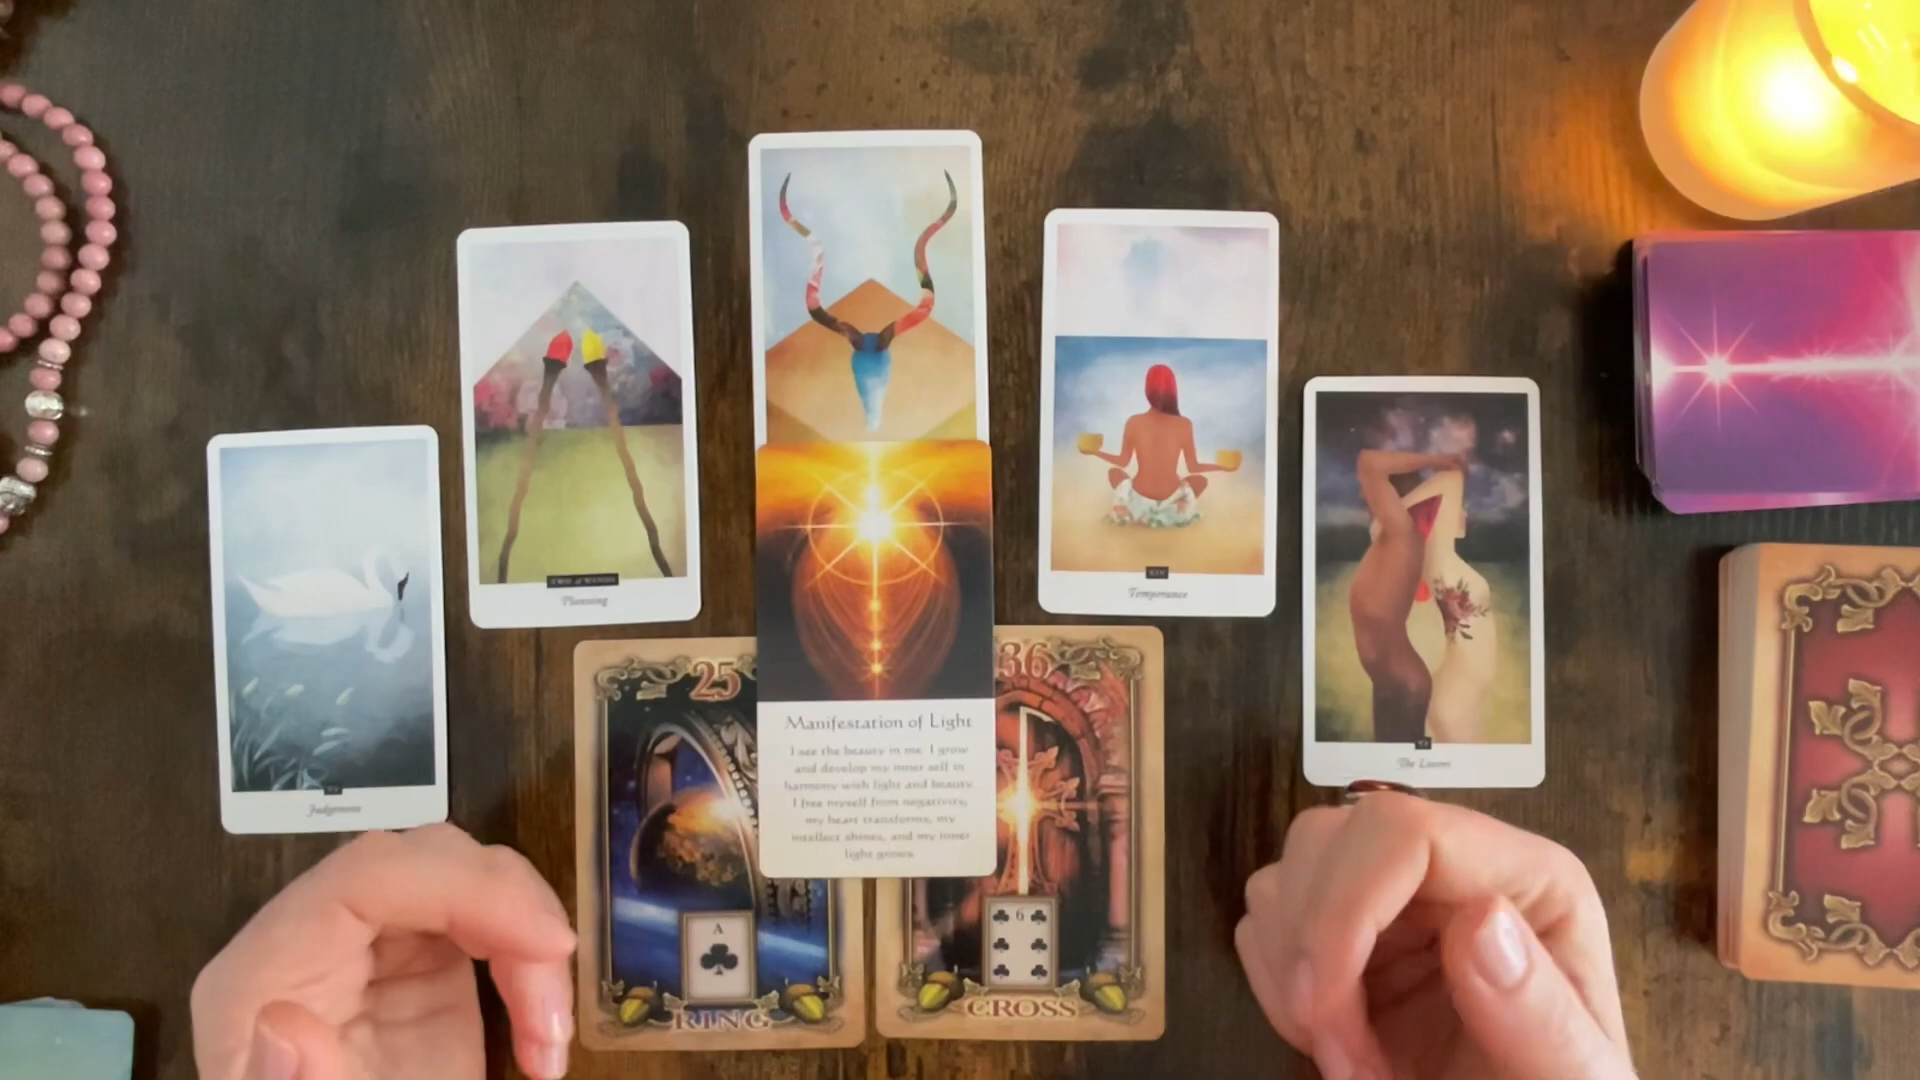 Planning
XIV
Temperance
25
36
Manifestation of Light
I see the beauty in me. I grow
and develop my inner self in
harmony with light and beauty.
I free myself from negativity,
my heart transforms, my
intellect shines, and my inner
light grows.
VI
The Lovers
Judgement
A
6
RING
CROSS